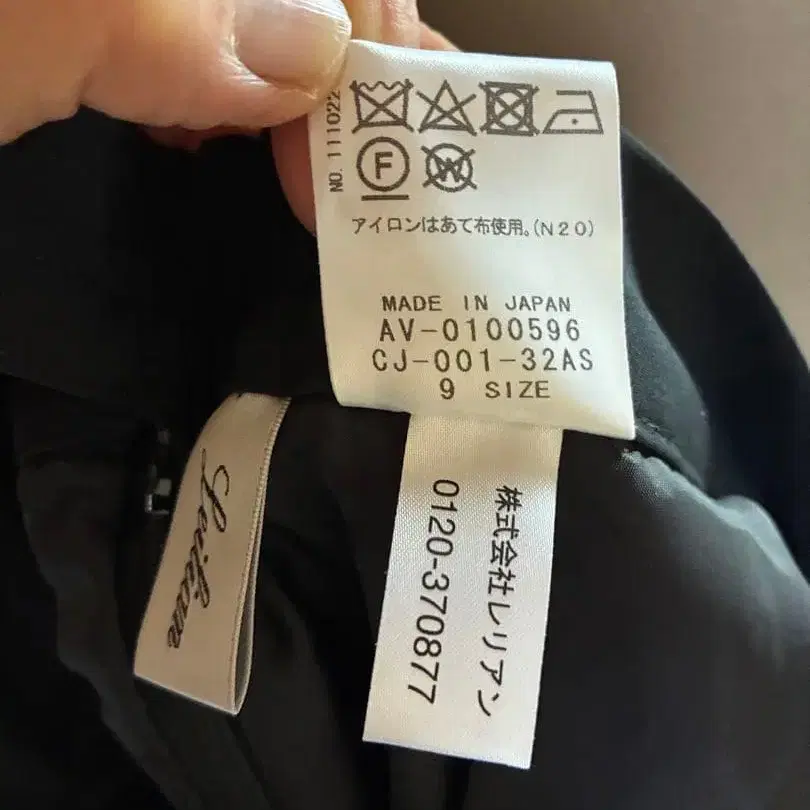 NO. 111022
F
W
アイロンはあて布使用。(N20)
MADE IN JAPAN
AV-0100596
CJ-001-32AS
9 SIZE
株式会社レリアン
0120-370877
Leilian